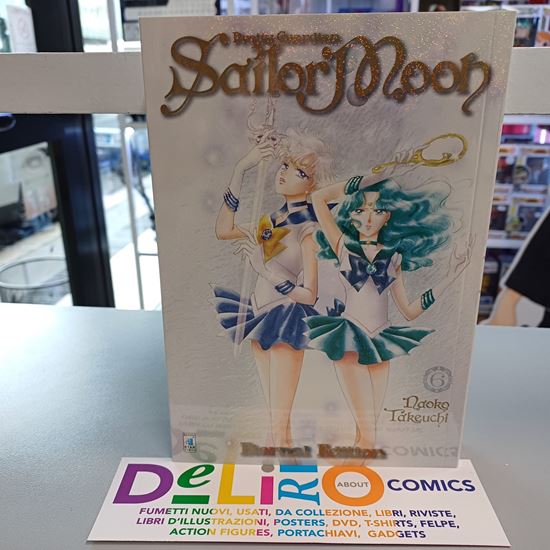 Pretty Guardian
Sailor Moon
6
Naoko
Takeuchi
Eternal Edition
DeLiRiO
ABOUT
COMICS
FUMETTI NUOVI, USATI, DA COLLEZIONE, LIBRI, RIVISTE,
LIBRI D'ILLUSTRAZIONI, POSTERS, DVD, T-SHIRTS, FELPE,
ACTION FIGURES, PORTACHIAVI, GADGETS